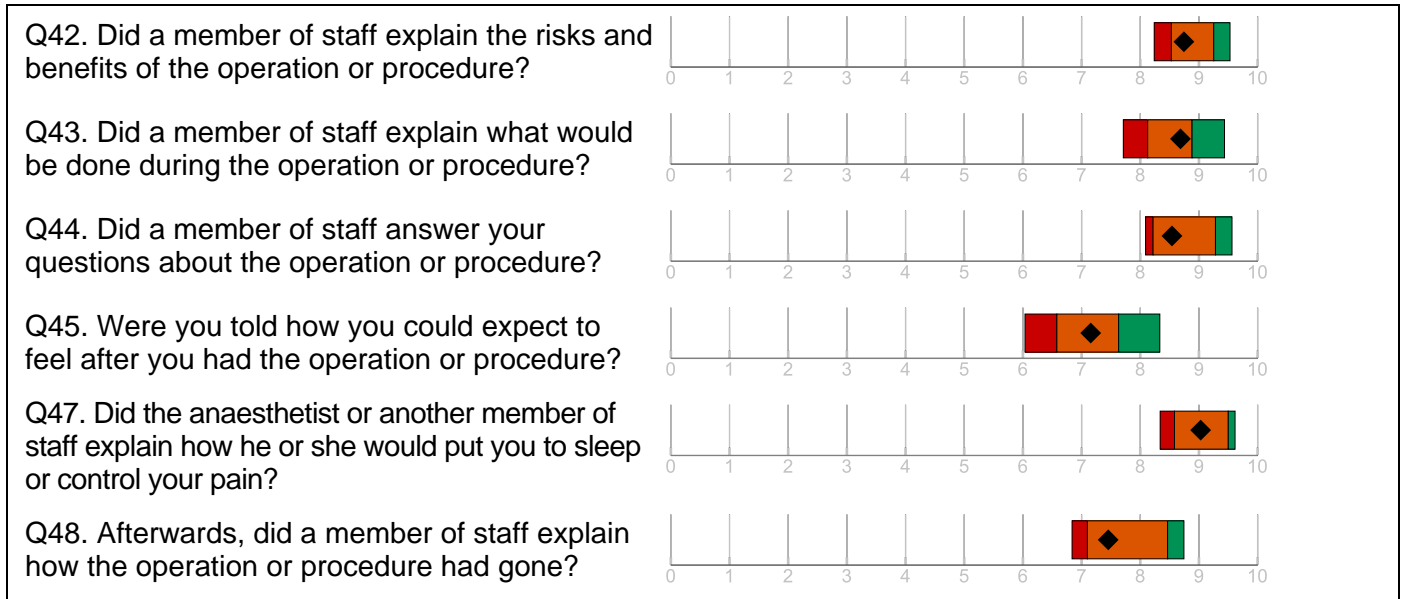 Q42. Did a member of staff explain the risks and
benefits of the operation or procedure?
0 1 2 3 4 5 6 7 8 9 10
Q43. Did a member of staff explain what would
be done during the operation or procedure?
0 1 2 3 4 5 6 7 8 9 10
Q44. Did a member of staff answer your
questions about the operation or procedure?
0 1 2 3 4 5 6 7 8 9 10
Q45. Were you told how you could expect to
feel after you had the operation or procedure?
0 1 2 3 4 5 6 7 8 9 10
Q47. Did the anaesthetist or another member of
staff explain how he or she would put you to sleep
or control your pain?
0 1 2 3 4 5 6 7 8 9 10
Q48. Afterwards, did a member of staff explain
how the operation or procedure had gone?
0 1 2 3 4 5 6 7 8 9 10